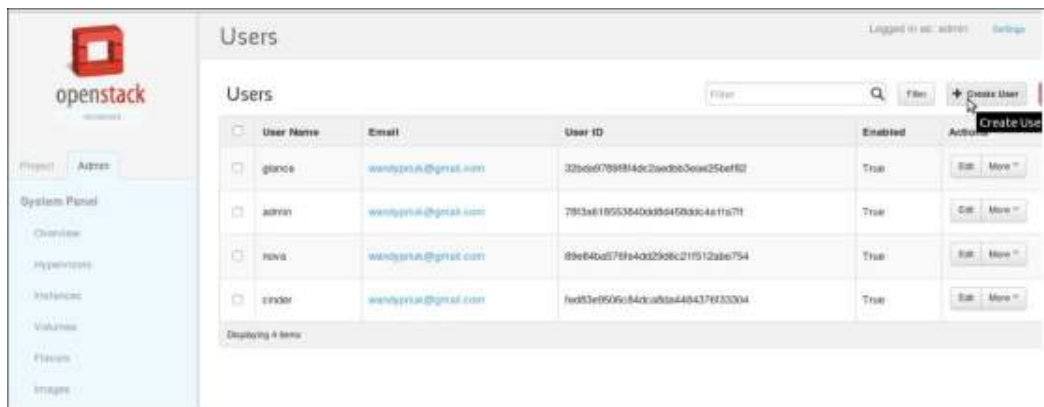 openstack
DASHBOARD
Project
Admin
System Panel
Overview
Hypervisors
Instances
Volumes
Flavors
Images
Users
Logged in as: admin
Settings
Users
Filter
Filter
+ Create User
Create Use
User Name
Email
User ID
Enabled
Actions
glance
True
Edit
More
admin
True
Edit
More
nova
True
Edit
More
cinder
True
Edit
More
Displaying 4 items